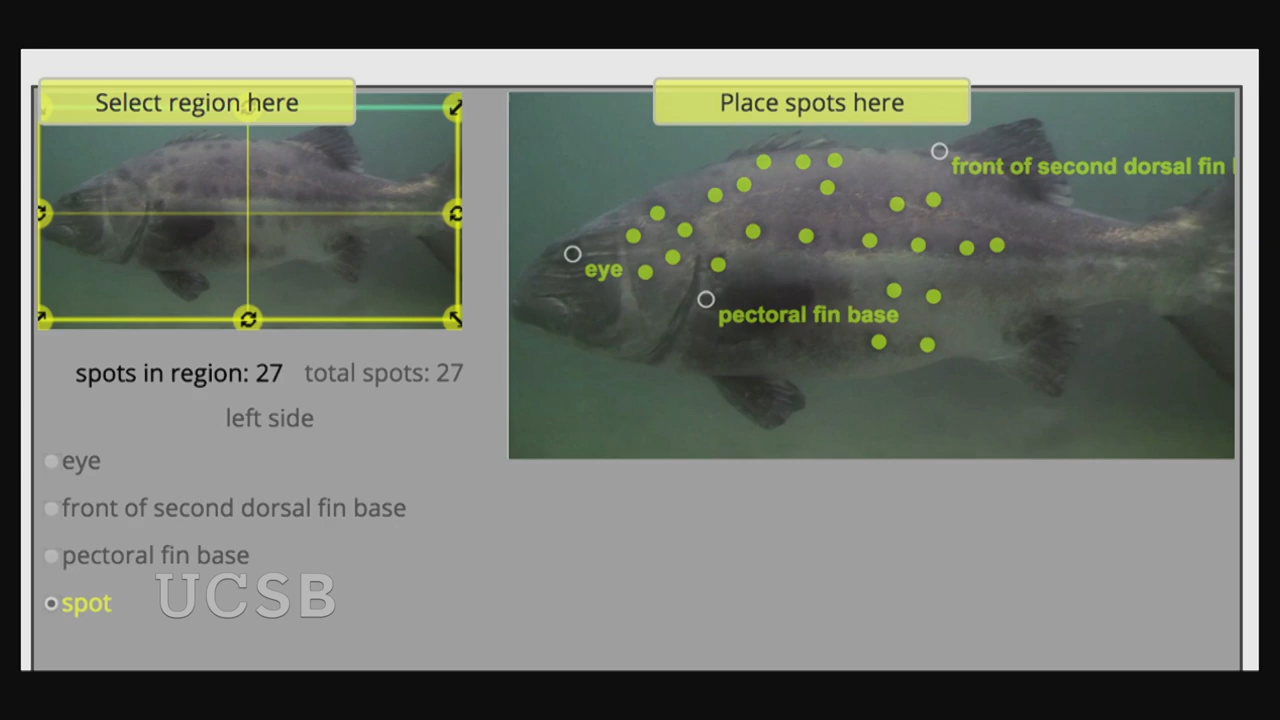 Select region here
Place spots here
front of second dorsal fin
eye
pectoral fin base
spots in region: 27 total spots: 27
left side
eye
front of second dorsal fin base
pectoral fin base
spot
UCSB